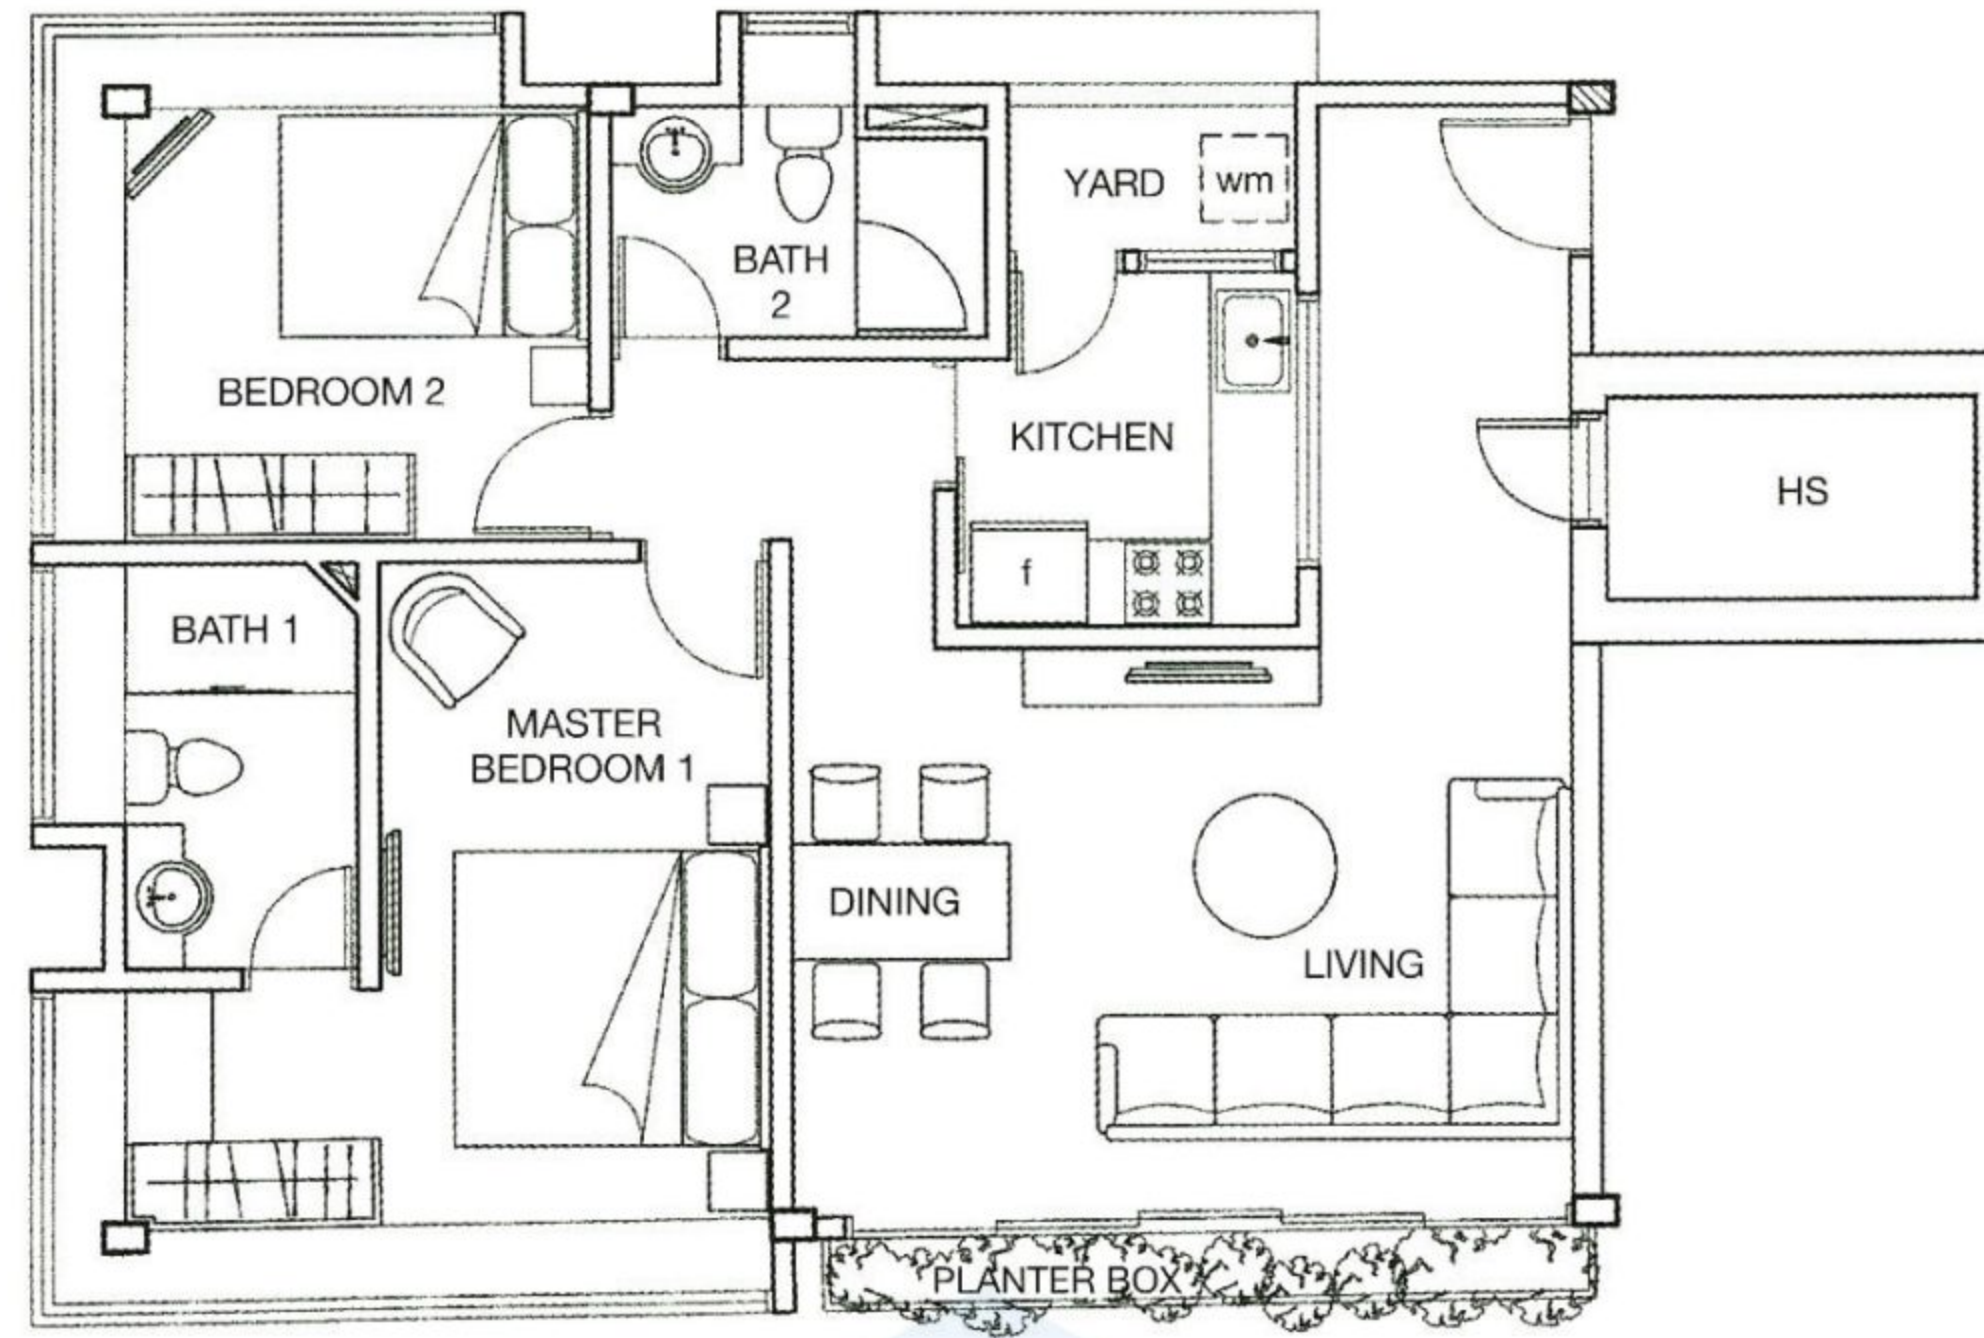 YARD
wm
BATH
2
BEDROOM 2
KITCHEN
HS
f
BATH 1
MASTER
BEDROOM 1
DINING
LIVING
PLANTER BOX